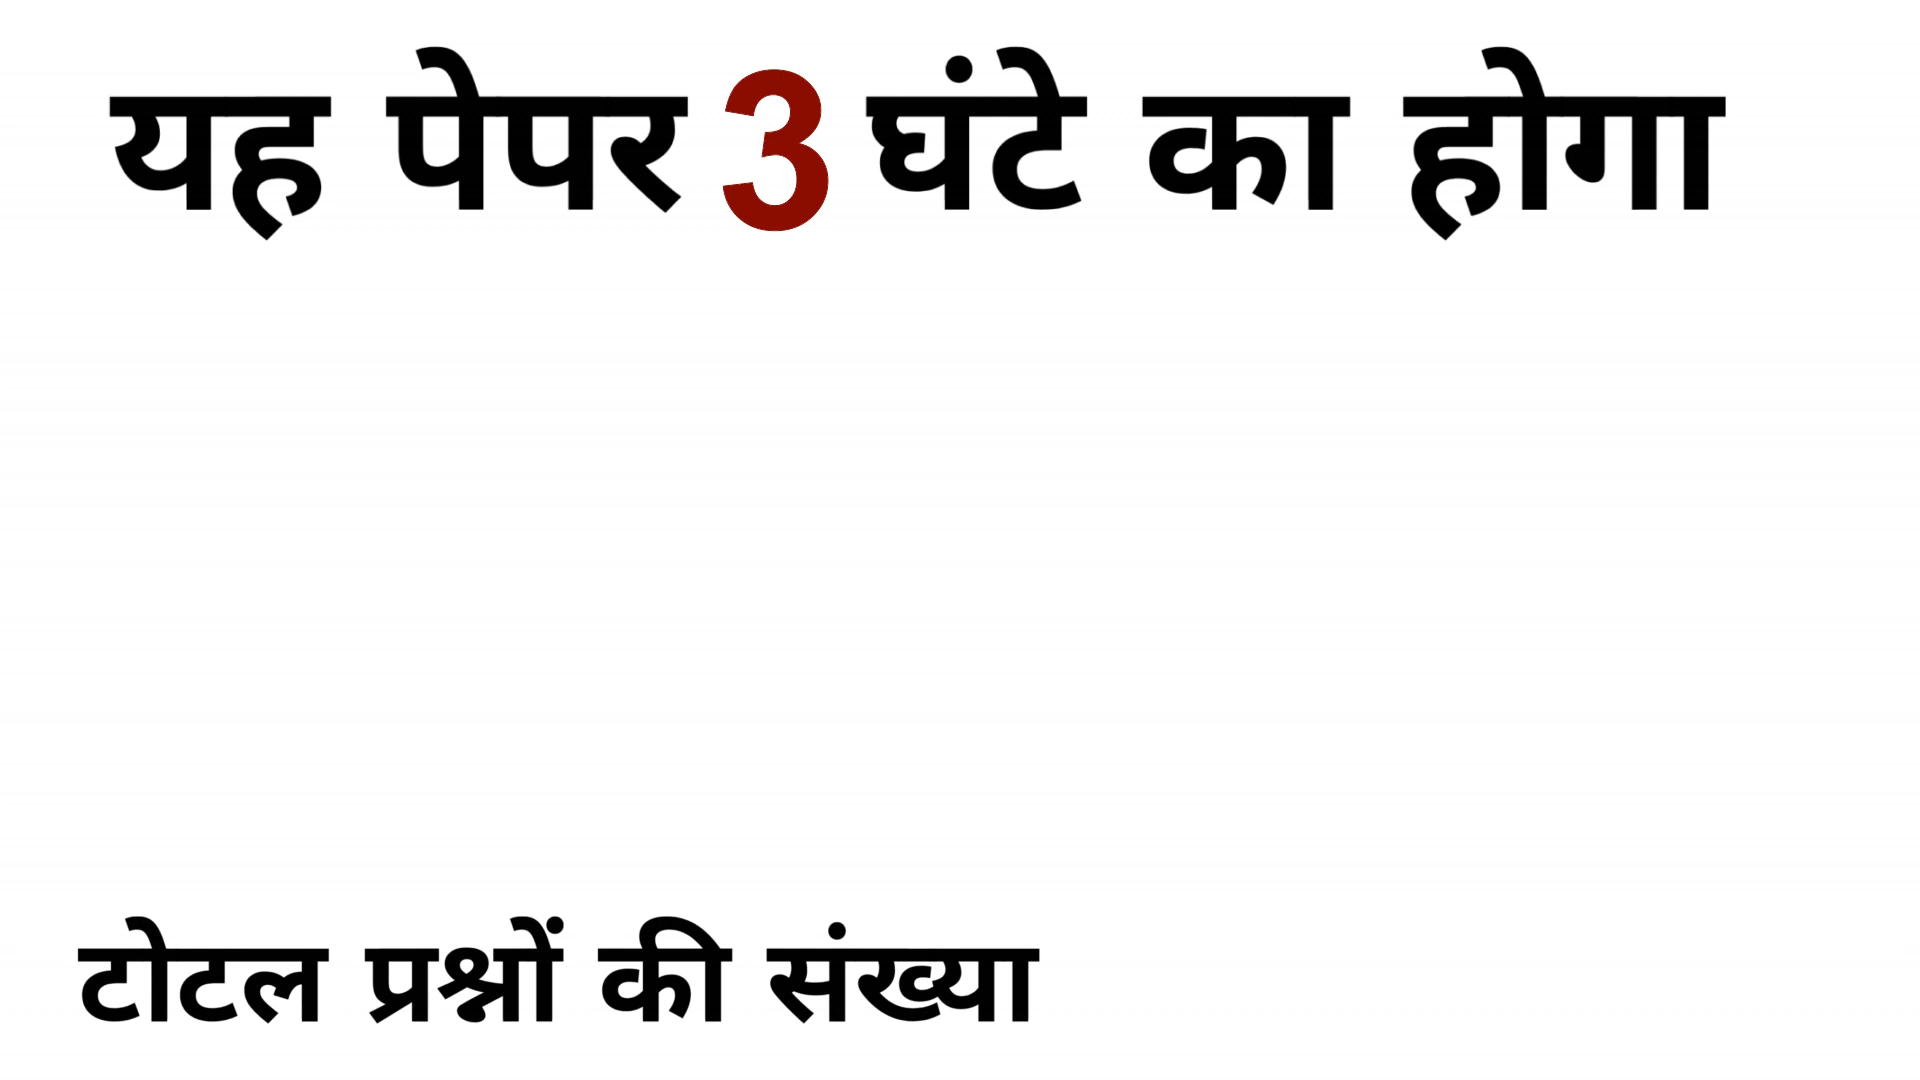 यह पेपर 3 घंटे का होगा
टोटल प्रश्नों की संख्या